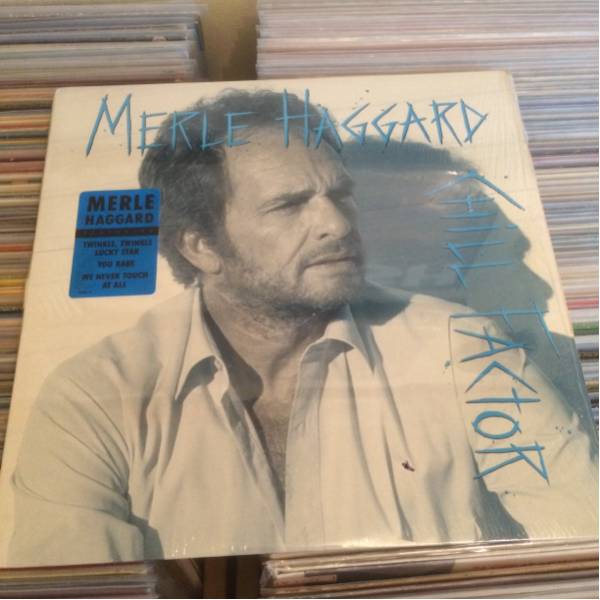 MERLE HAGGARD
CHILL FACTOR
MERLE
HAGGARD
TWINKLE, TWINKLE
LUCKY STAR
YOU BABE
WE NEVER TOUCH
AT ALL